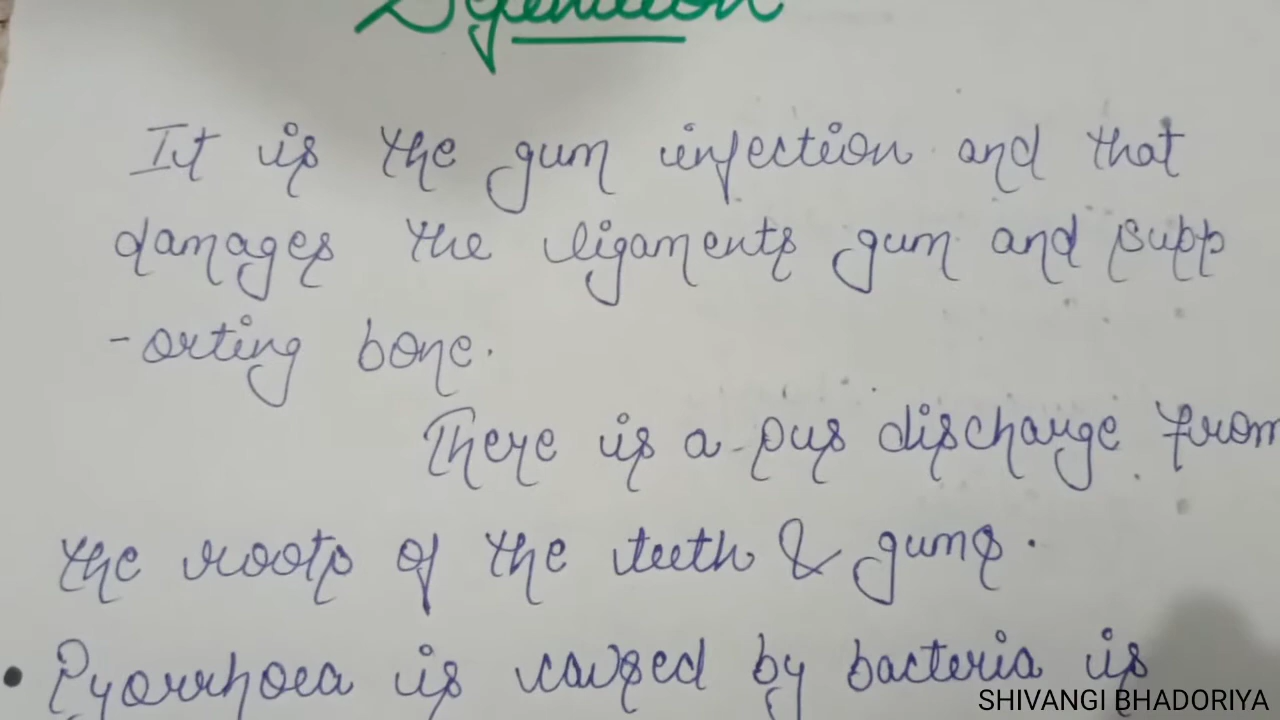 Definition
It is the gum infection and that
damages the ligaments gum and supp
-orting bone.
There is a pus discharge from
the roots of the teeth & gums.
• Pyorrhoea is caused by bacteria is
SHIVANGI BHADORIYA